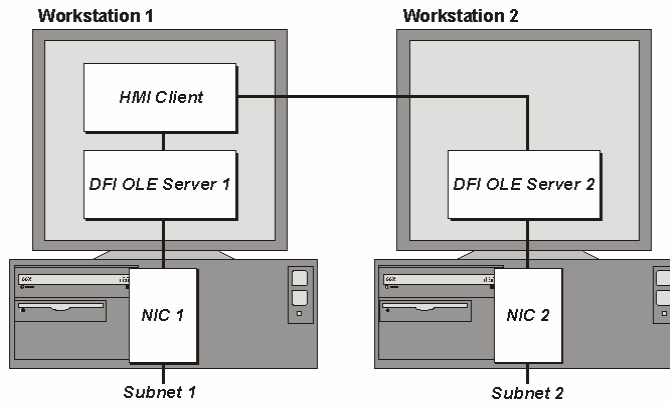 Workstation 1
Workstation 2
HMI Client
DFI OLE Server 1
DFI OLE Server 2
NIC 1
NIC 2
Subnet 1
Subnet 2